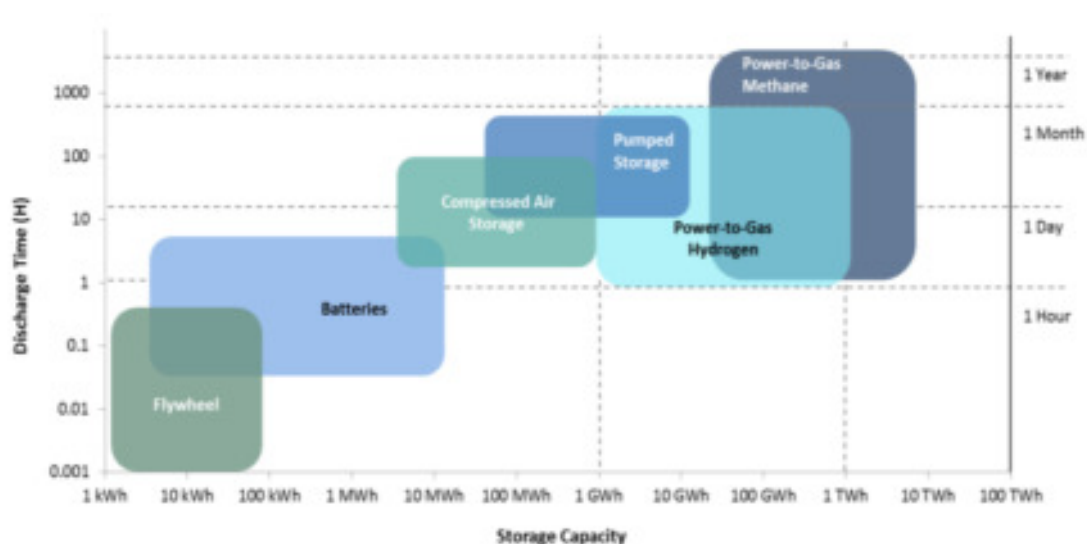 Power-to-Gas
Methane
1 Year
1000
1 Month
Pumped
Storage
100
Compressed Air
Storage
10
Power-to-Gas
Hydrogen
1 Day
1
Batteries
1 Hour
0.1
Flywheel
0.01
0.001
Discharge Time (H)
1 kWh 10 kWh 100 kWh 1 MWh 10 MWh 100 MWh 1 GWh 10 GWh 100 GWh 1 TWh 10 TWh 100 TWh
Storage Capacity